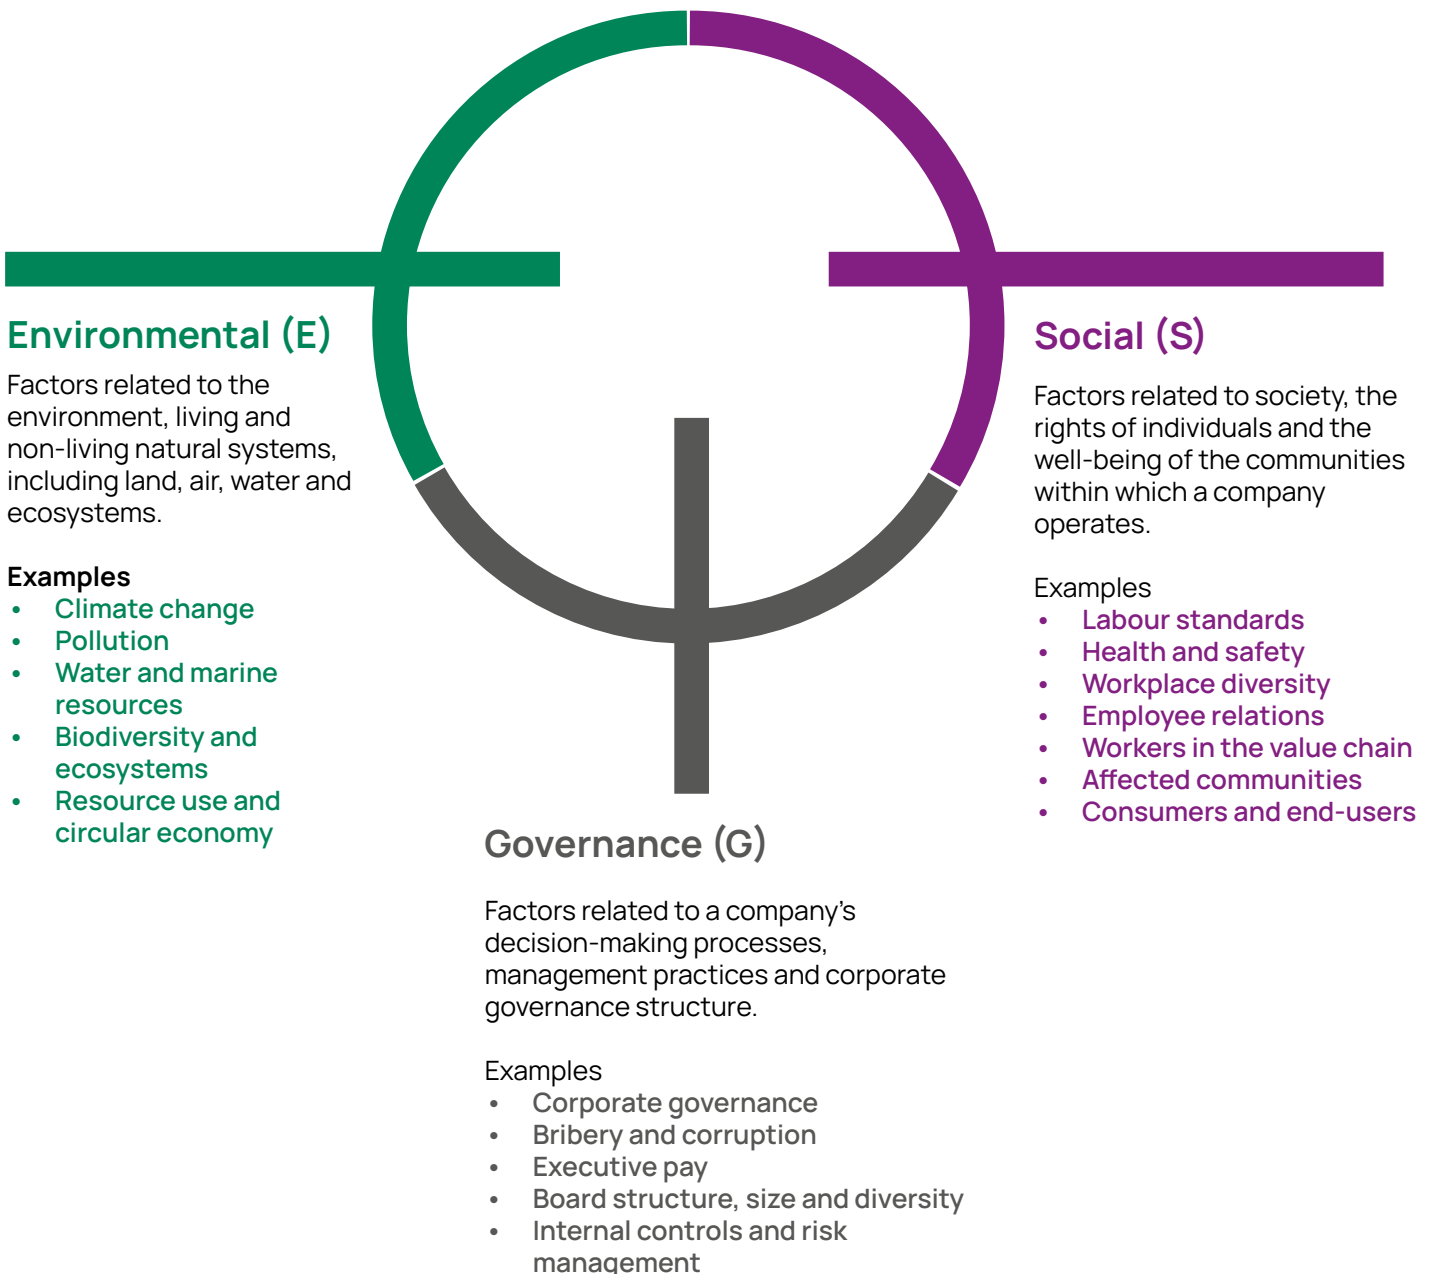 Environmental (E)
Factors related to the
environment, living and
non-living natural systems,
including land, air, water and
ecosystems.
Examples
• Climate change
• Pollution
• Water and marine
resources
• Biodiversity and
ecosystems
• Resource use and
circular economy
Social (S)
Factors related to society, the
rights of individuals and the
well-being of the communities
within which a company
operates.
Examples
• Labour standards
• Health and safety
• Workplace diversity
• Employee relations
• Workers in the value chain
• Affected communities
• Consumers and end-users
Governance (G)
Factors related to a company’s
decision-making processes,
management practices and corporate
governance structure.
Examples
• Corporate governance
• Bribery and corruption
• Executive pay
• Board structure, size and diversity
• Internal controls and risk
management